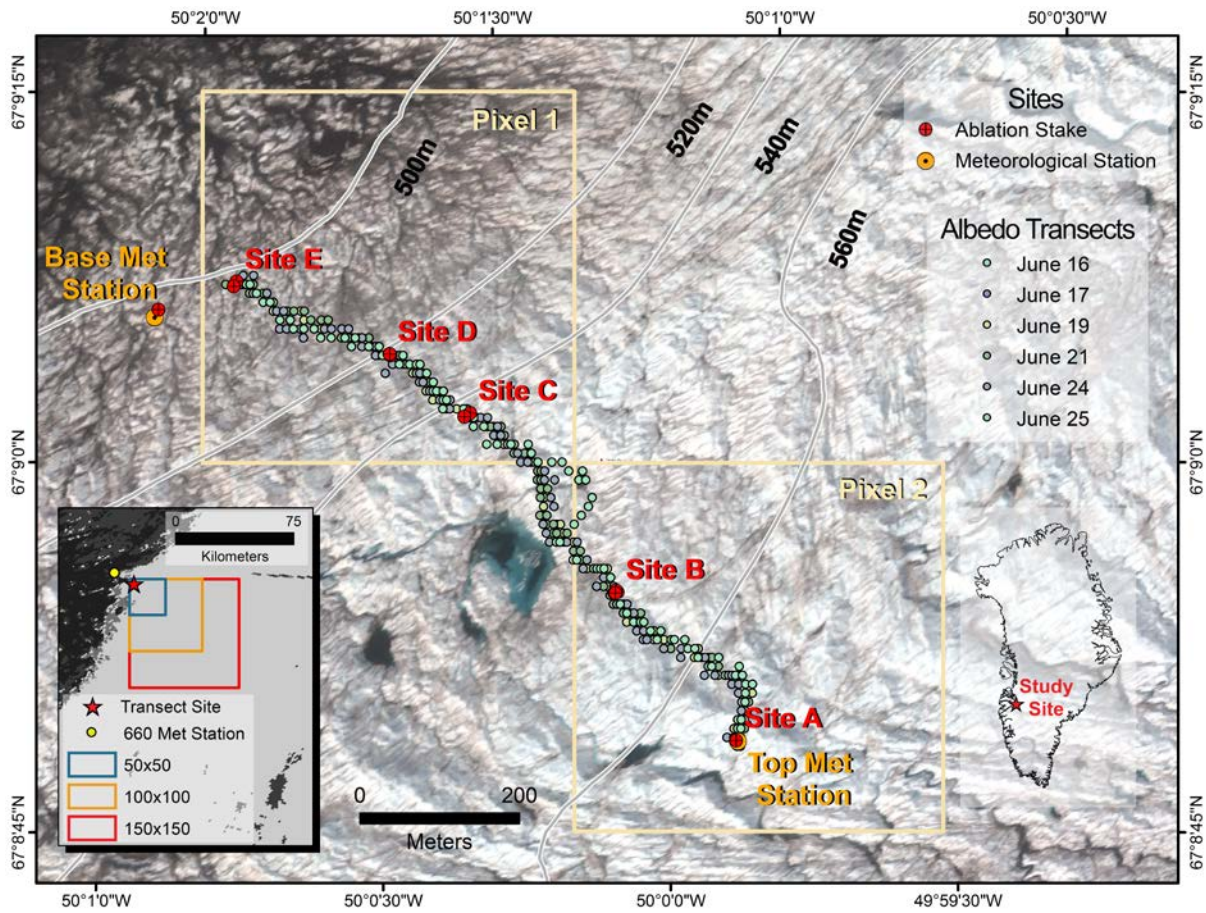 50°2'0"W
50°1'3"W
50°1'0"W
50°0'3"W
67°9'15"N
67°9'15"N
Pixel 1
500m
520m
540m
560m
Sites
Ablation Stake
Meteorological Station
Albedo Transects
June 16
June 17
June 19
June 21
June 24
June 25
Base Met
Station
Site E
Site D
Site C
67°9'0"N
67°9'0"N
Pixel 2
Site B
Site A
Top Met
Station
0
75
Kilometers
Transect Site
660 Met Station
50x50
100x100
150x150
0
200
Meters
Study
Site
67°8'45"N
67°8'45"N
50°1'0"W
50°0'30"W
50°0'0"W
49°59'30"W